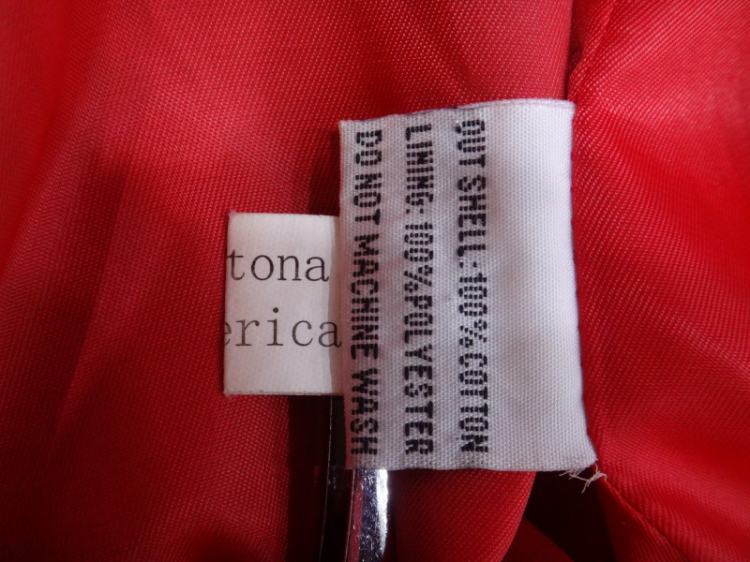 OUT SHELL:100%COTTON
LINING:100%POLYESTER
DO NOT MACHINE WASH
tona
erica